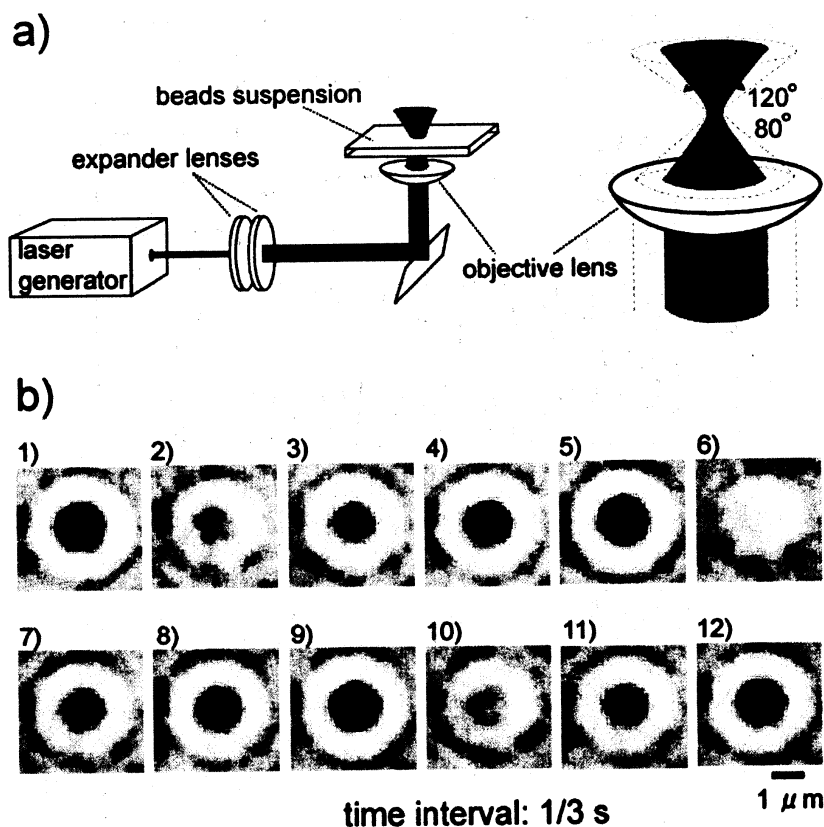 a)
beads suspension
expander lenses
laser
generator
objective lens
120°
80°
b)
1) 2) 3) 4) 5) 6)
7) 8) 9) 10) 11) 12)
1 μm
time interval: 1/3 s